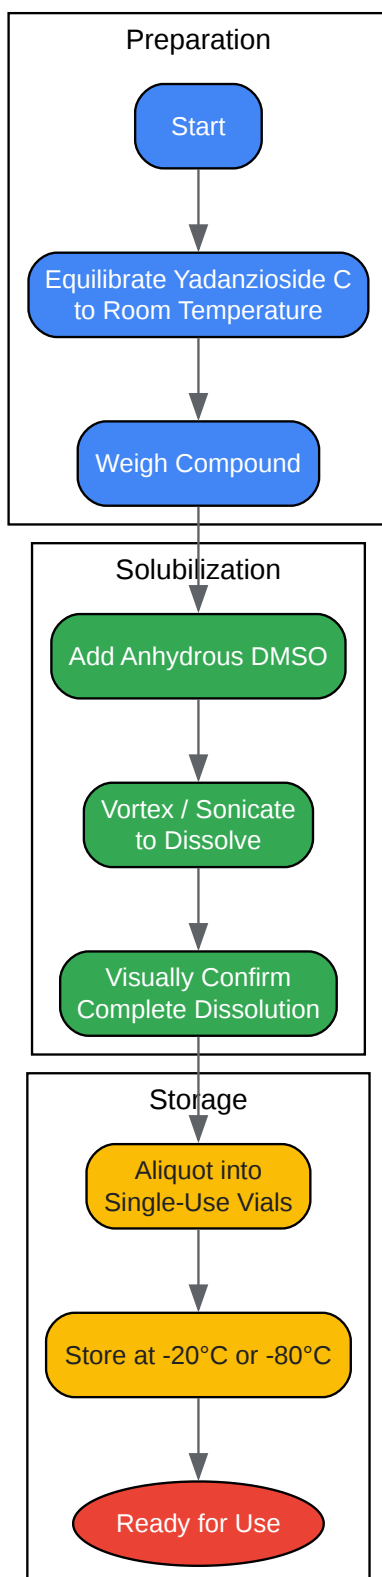 Preparation
Start
Equilibrate Yadanzioside C
to Room Temperature
Weigh Compound
Solubilization
Add Anhydrous DMSO
Vortex / Sonicate
to Dissolve
Visually Confirm
Complete Dissolution
Storage
Aliquot into
Single-Use Vials
Store at -20°C or -80°C
Ready for Use